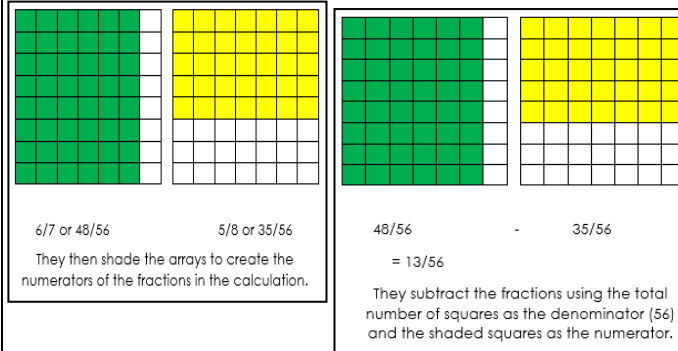 6/7 or 48/56 5/8 or 35/56
They then shade the arrays to create the
numerators of the fractions in the calculation.
48/56 - 35/56
= 13/56
They subtract the fractions using the total
number of squares as the denominator (56)
and the shaded squares as the numerator.